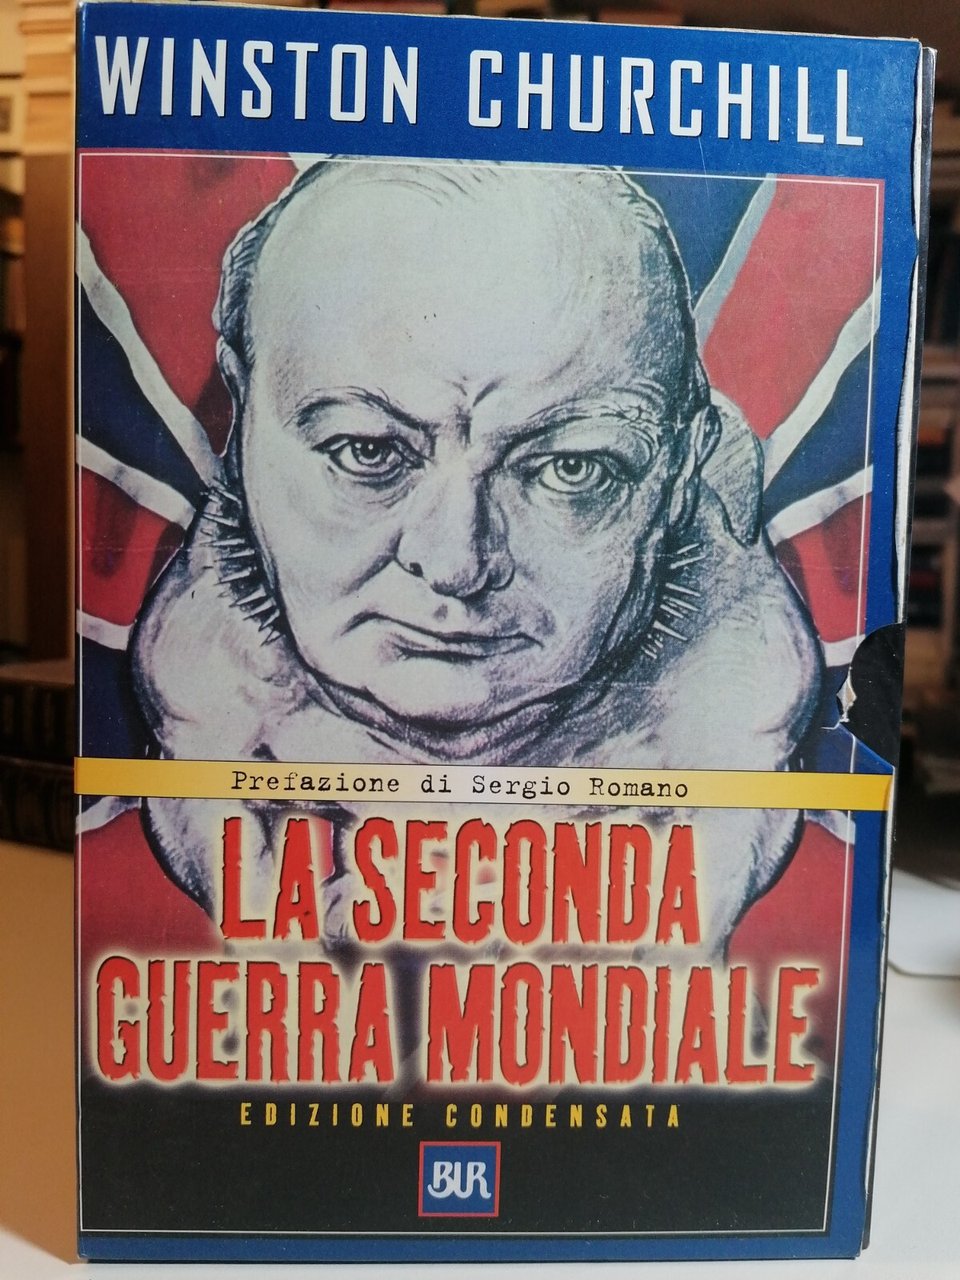 WINSTON CHURCHILL
Prefazione di Sergio Romano
LA SECONDA
GUERRA MONDIALE
EDIZIONE CONDENSATA
BUR